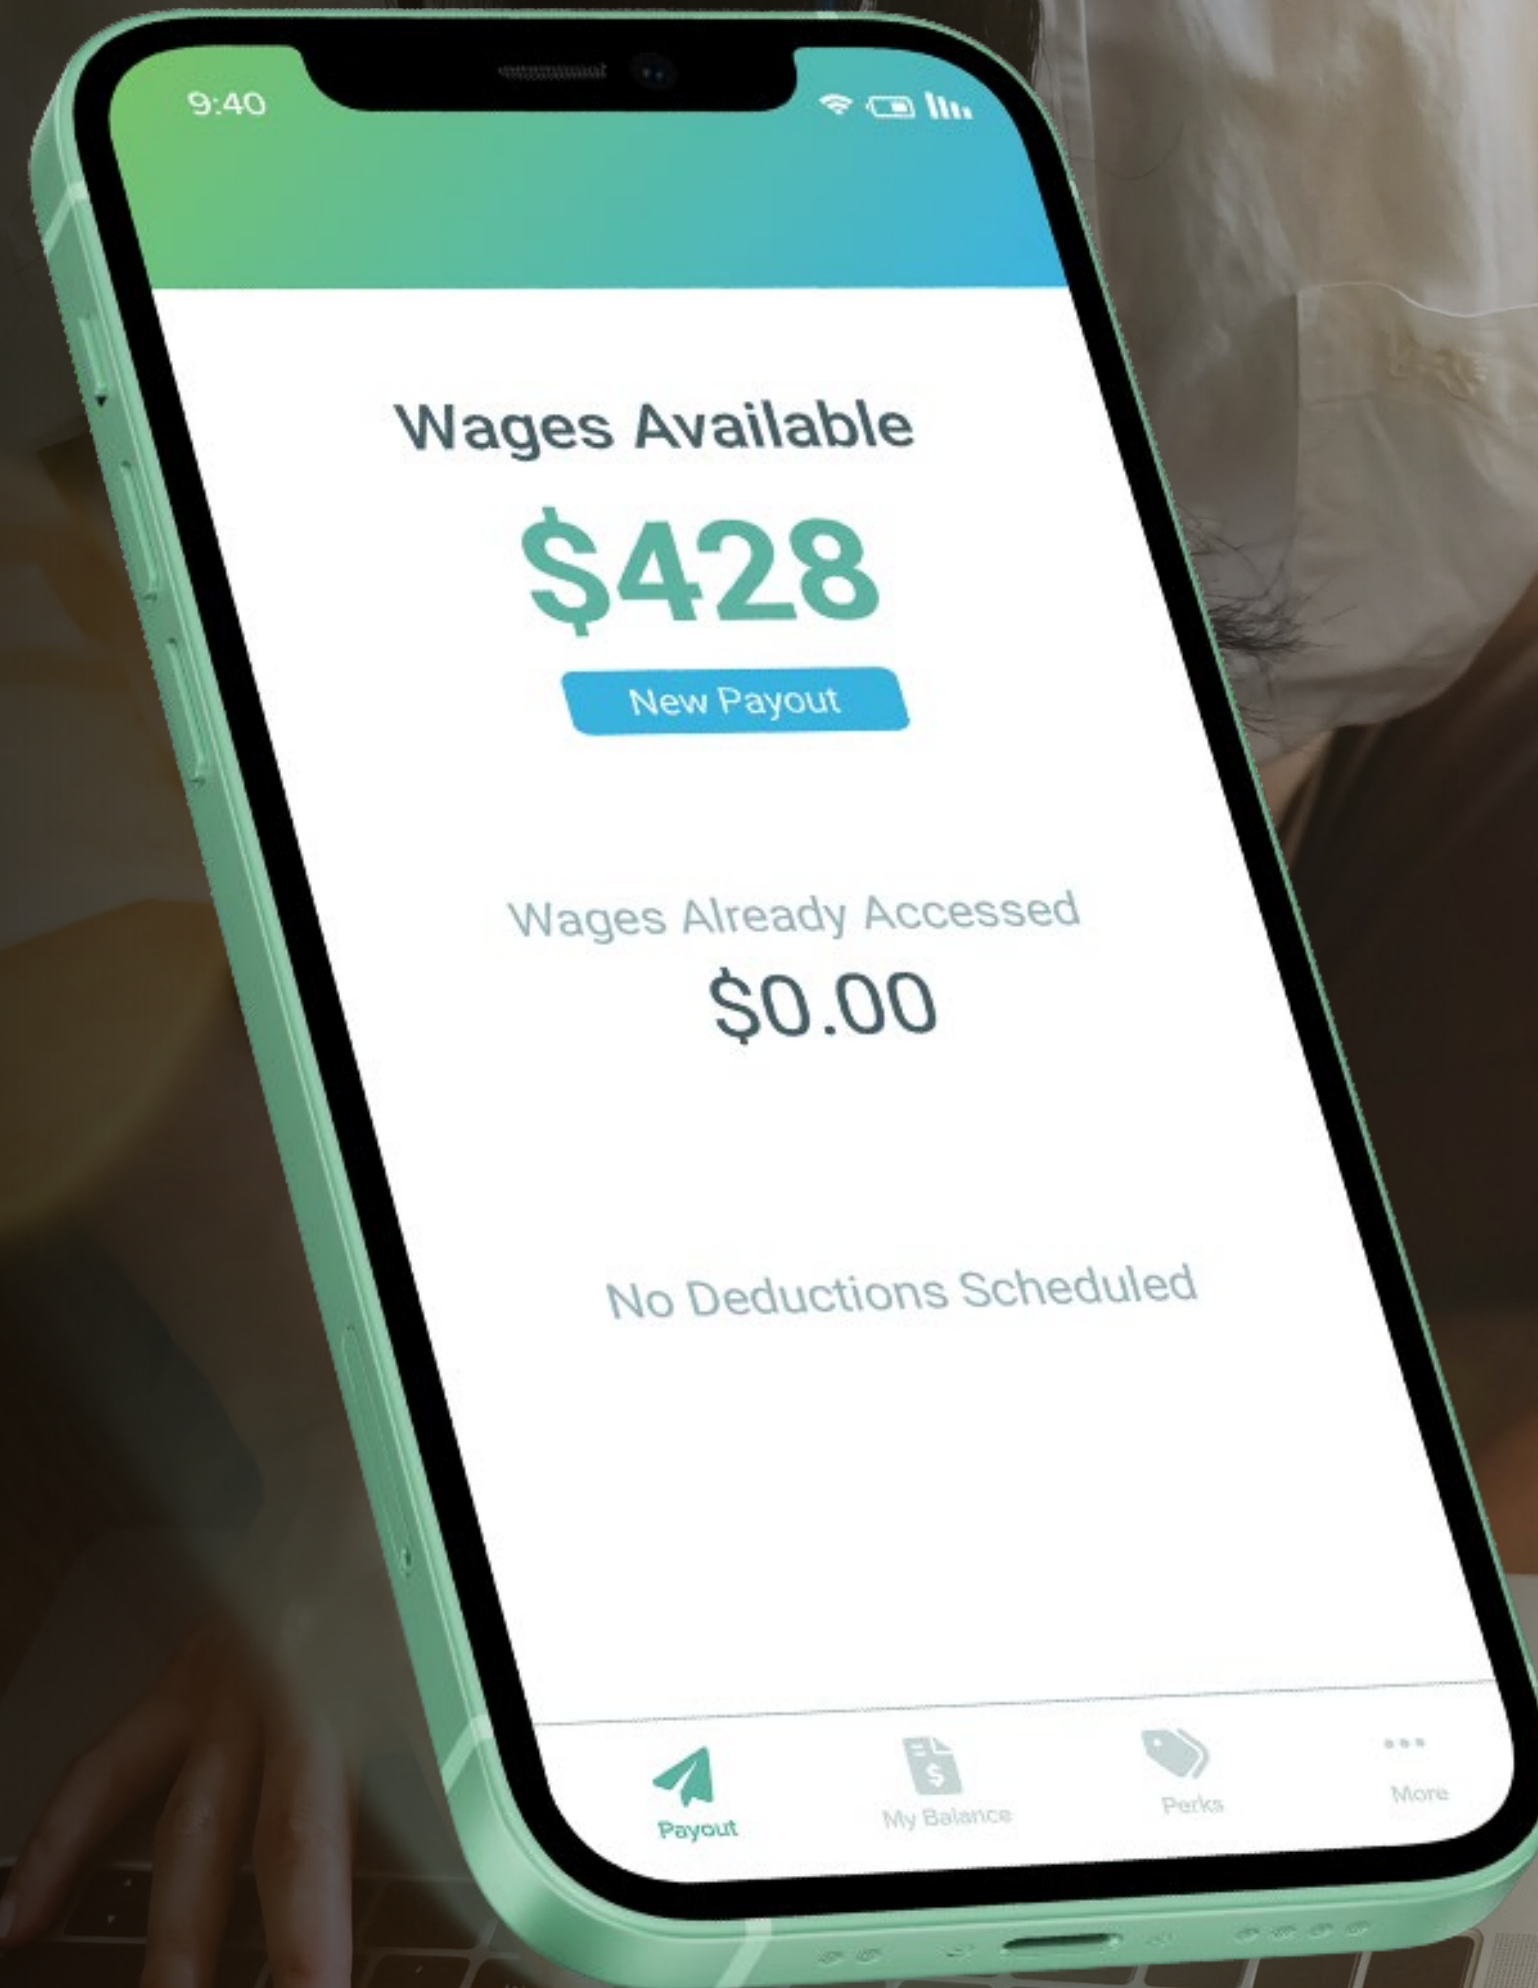 9:40
Wages Available
$428
New Payout
Wages Already Accessed
$0.00
No Deductions Scheduled
Payout
My Balance
Perks
More